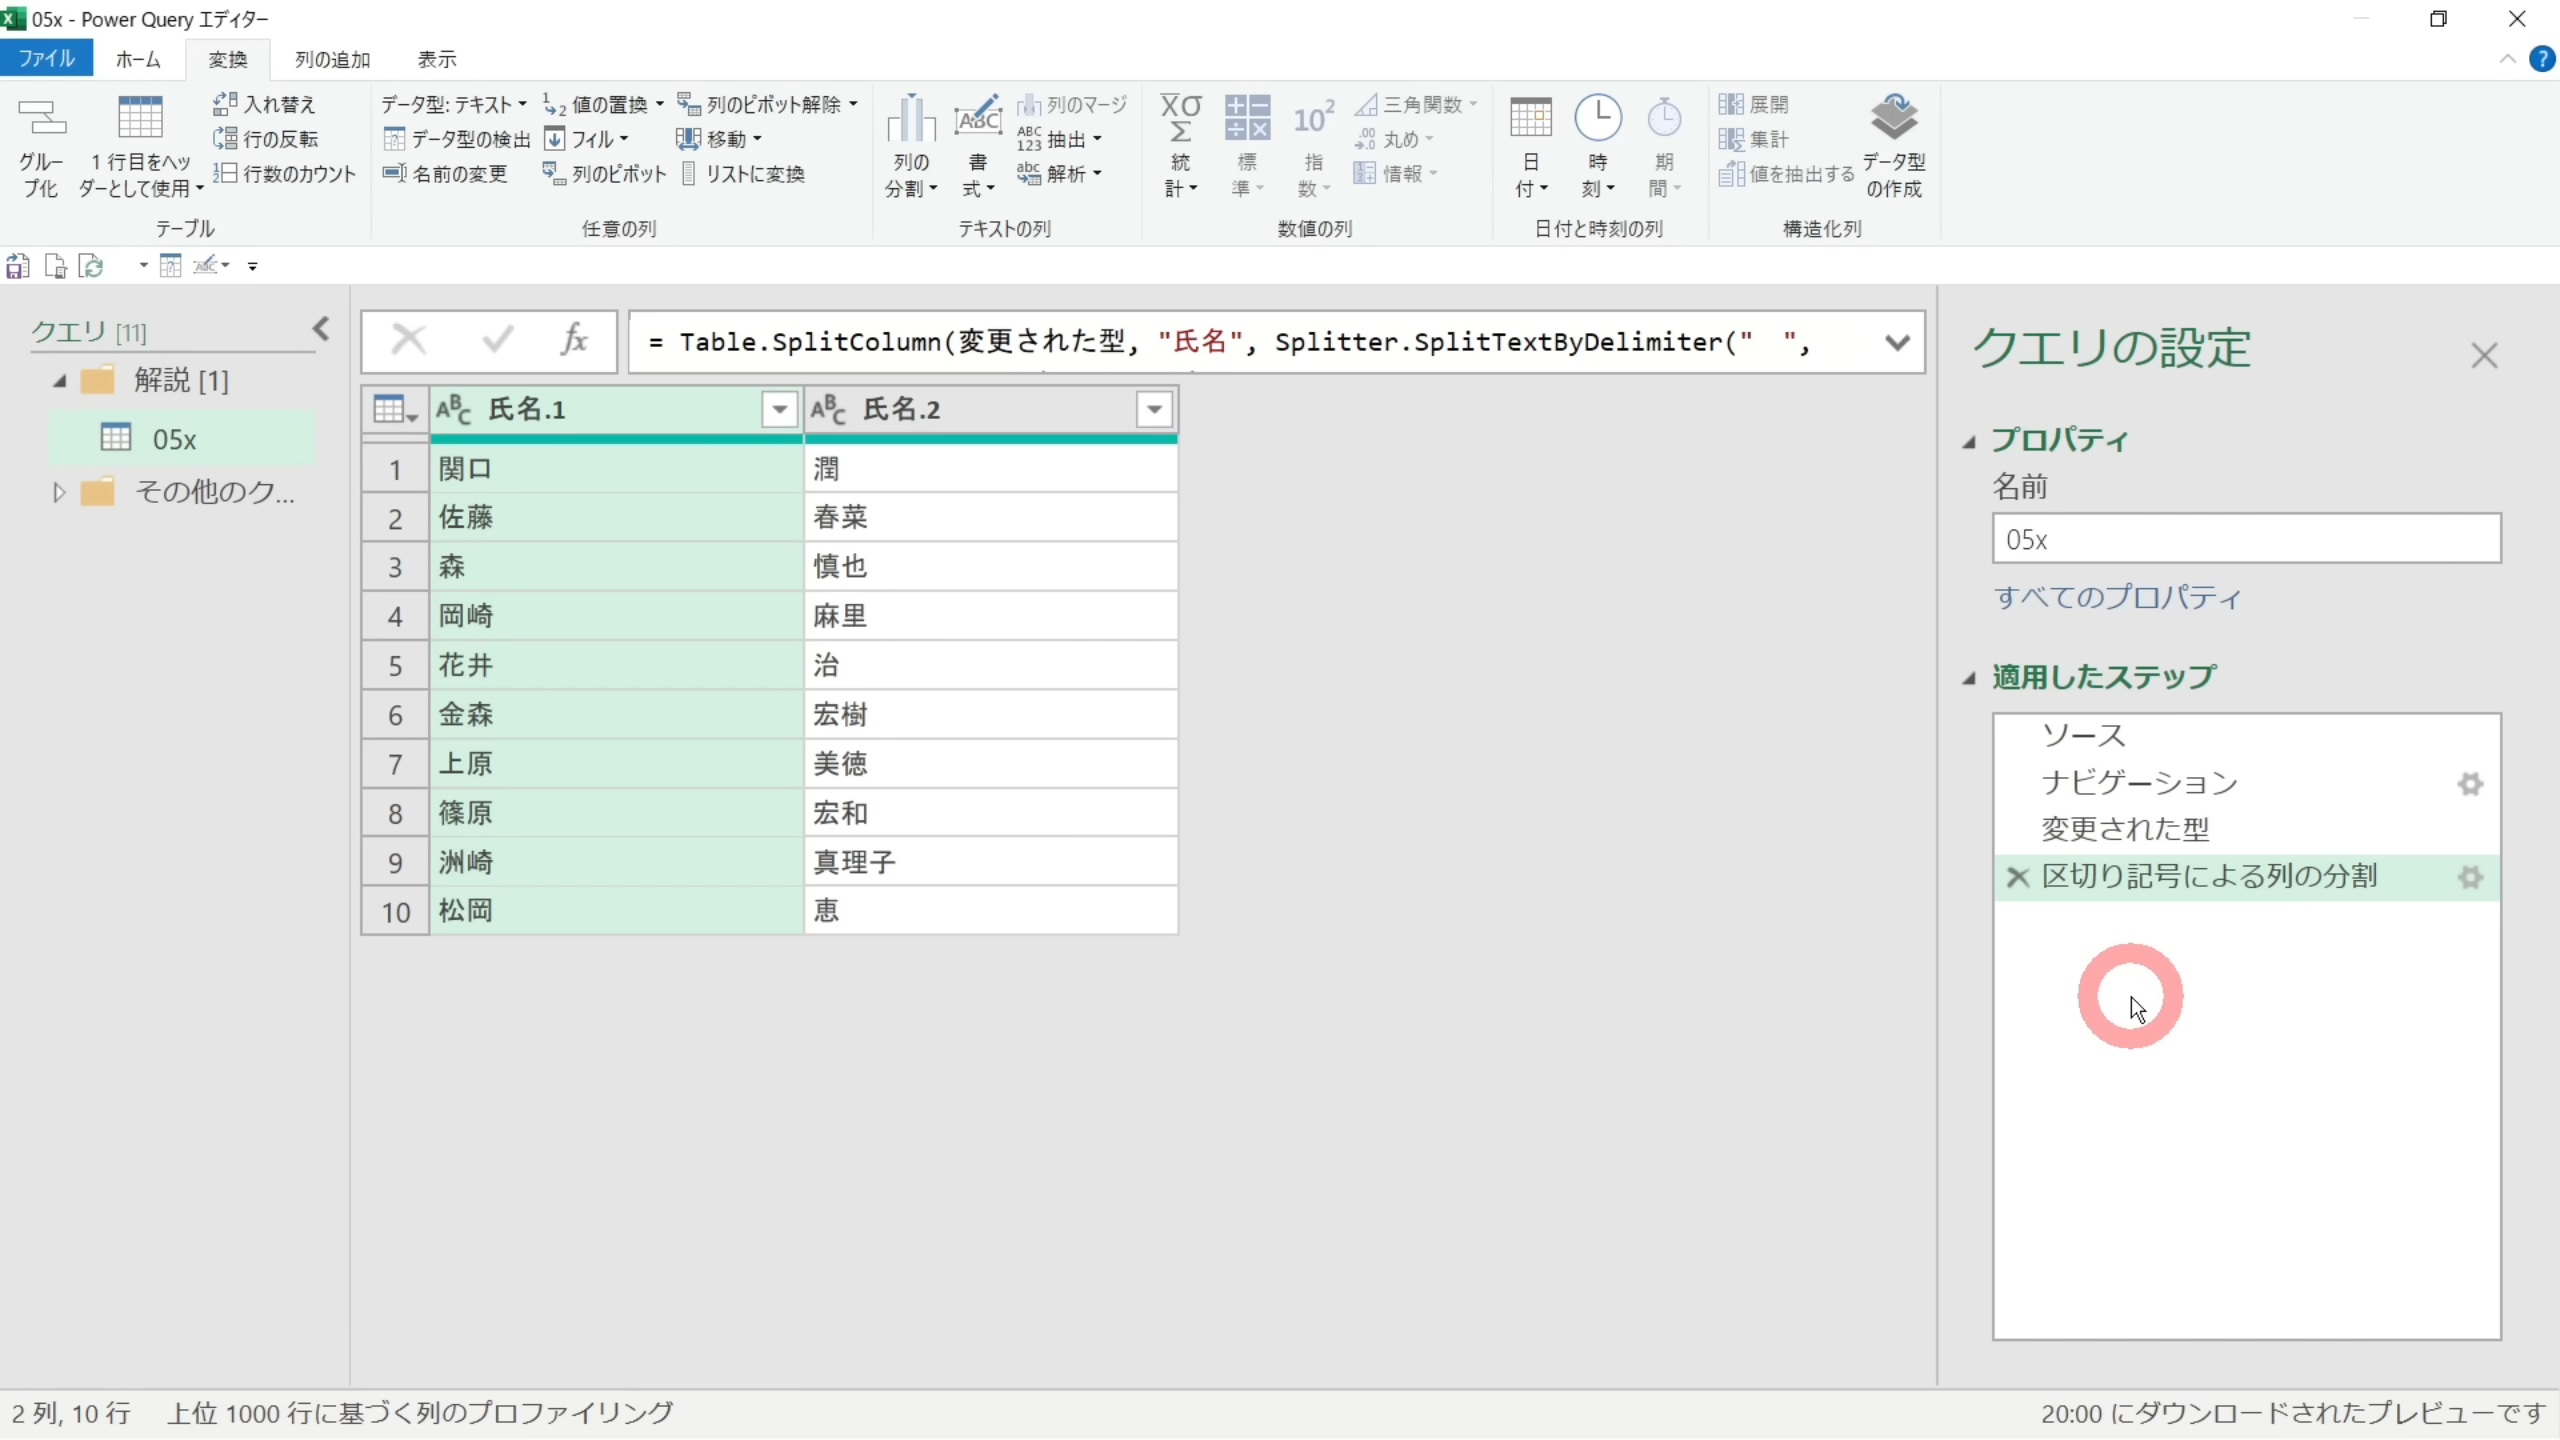 05x - Power Query エディター
ファイル ホーム 変換 列の追加 表示
グループ化
1 行目をヘッダーとして使用
入れ替え
行の反転
行数のカウント
テーブル
データ型: テキスト
データ型の検出
名前の変更
値の置換
フィル
列のピボット
列のピボット解除
移動
リストに変換
任意の列
列の分割
書式
列のマージ
抽出
解析
テキストの列
統計
標準
指数
三角関数
丸め
情報
数値の列
日付
時刻
期間
日付と時刻の列
展開
集計
値を抽出する
データ型の作成
構造化列
クエリ [11]
解説 [1]
05x
その他のク...
= Table.SplitColumn(変更された型, "氏名", Splitter.SplitTextByDelimiter("　",
氏名.1 氏名.2
1 関口 潤
2 佐藤 春菜
3 森 慎也
4 岡崎 麻里
5 花井 治
6 金森 宏樹
7 上原 美徳
8 篠原 宏和
9 洲崎 真理子
10 松岡 恵
クエリの設定
プロパティ
名前
05x
すべてのプロパティ
適用したステップ
ソース
ナビゲーション
変更された型
区切り記号による列の分割
2 列, 10 行 上位 1000 行に基づく列のプロファイリング
20:00 にダウンロードされたプレビューです